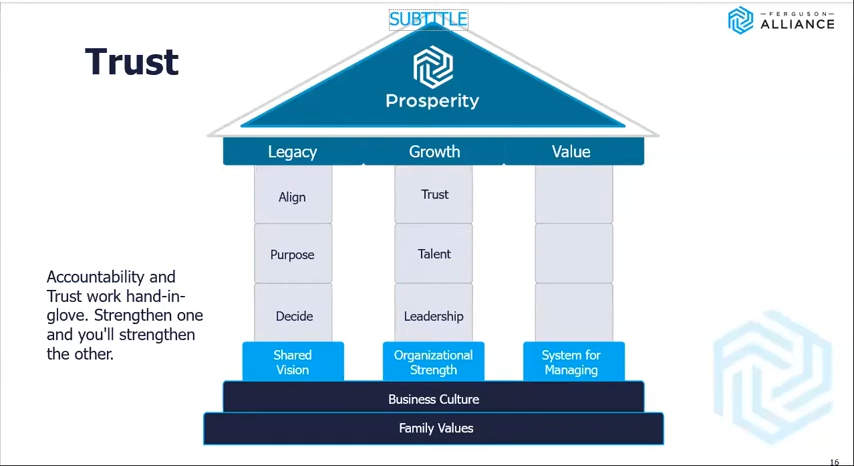 SUBTITLE
FERGUSON
ALLIANCE
Trust
Prosperity
Legacy
Growth
Value
Align
Trust
Purpose
Talent
Decide
Leadership
Accountability and
Trust work hand-in-
glove. Strengthen one
and you'll strengthen
the other.
Shared
Vision
Organizational
Strength
System for
Managing
Business Culture
Family Values
16